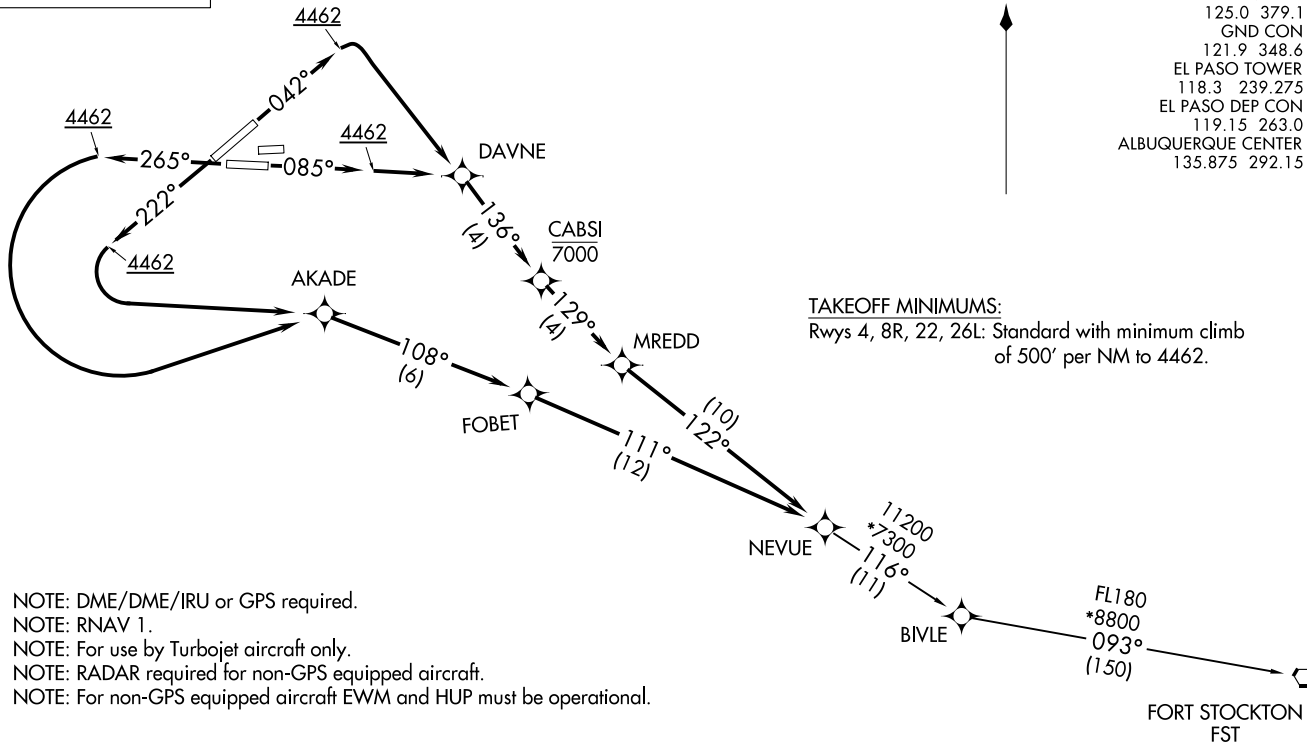 125.0 379.1
GND CON
121.9 348.6
EL PASO TOWER
118.3 239.275
EL PASO DEP CON
119.15 263.0
ALBUQUERQUE CENTER
135.875 292.15
4462
042°
4462
4462
265°
085°
222°
4462
DAVNE
136°
(4)
CABSI
7000
129°
(4)
AKADE
MREDD
108°
(6)
FOBET
(10)
122°
111°
(12)
TAKEOFF MINIMUMS:
Rwys 4, 8R, 22, 26L: Standard with minimum climb
of 500' per NM to 4462.
NEVUE
11200
*7300
116°
(11)
BIVLE
FL180
*8800
093°
(150)
FORT STOCKTON
FST
NOTE: DME/DME/IRU or GPS required.
NOTE: RNAV 1.
NOTE: For use by Turbojet aircraft only.
NOTE: RADAR required for non-GPS equipped aircraft.
NOTE: For non-GPS equipped aircraft EWM and HUP must be operational.